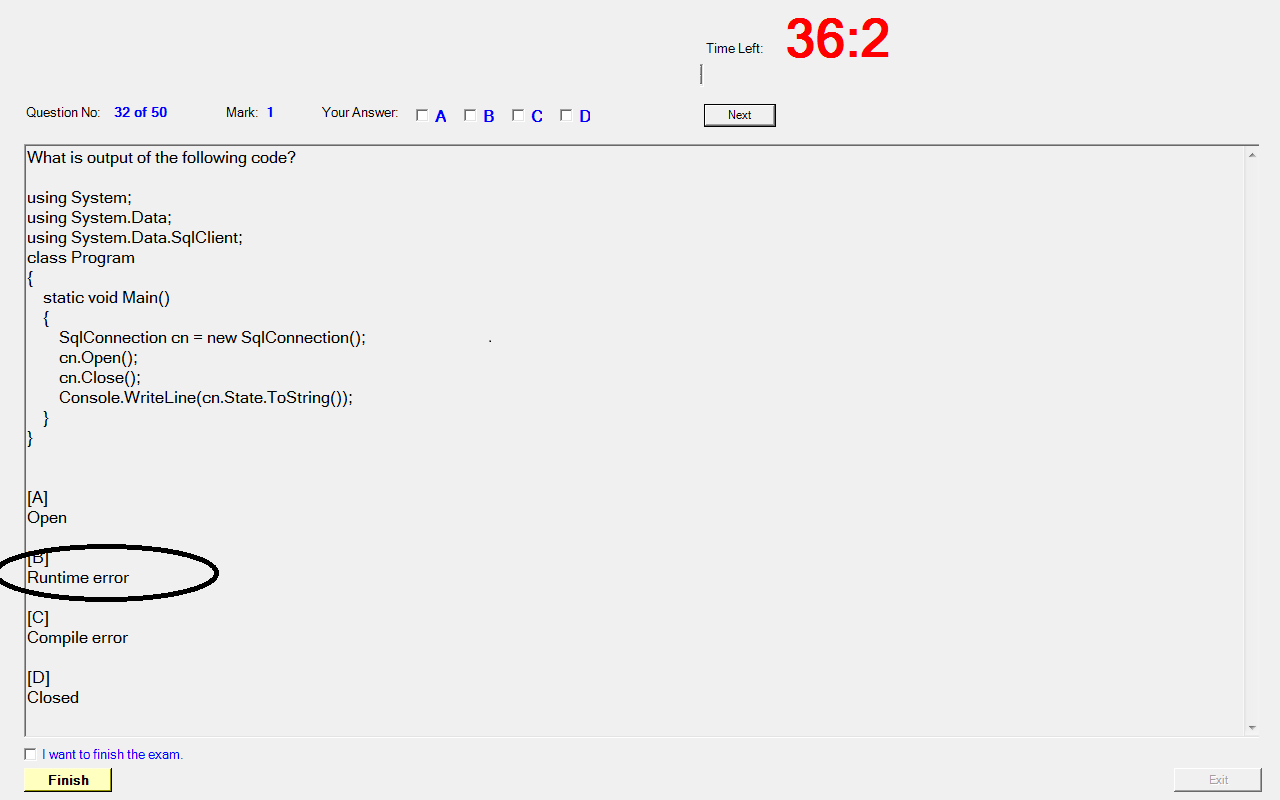 Time Left: 36:2
Question No: 32 of 50 Mark: 1 Your Answer: A B C D Next
What is output of the following code?
using System;
using System.Data;
using System.Data.SqlClient;
class Program
{
static void Main()
{
SqlConnection cn = new SqlConnection(); .
cn.Open();
cn.Close();
Console.WriteLine(cn.State.ToString());
}
}
[A]
Open
[B]
Runtime error
[C]
Compile error
[D]
Closed
I want to finish the exam.
Finish Exit